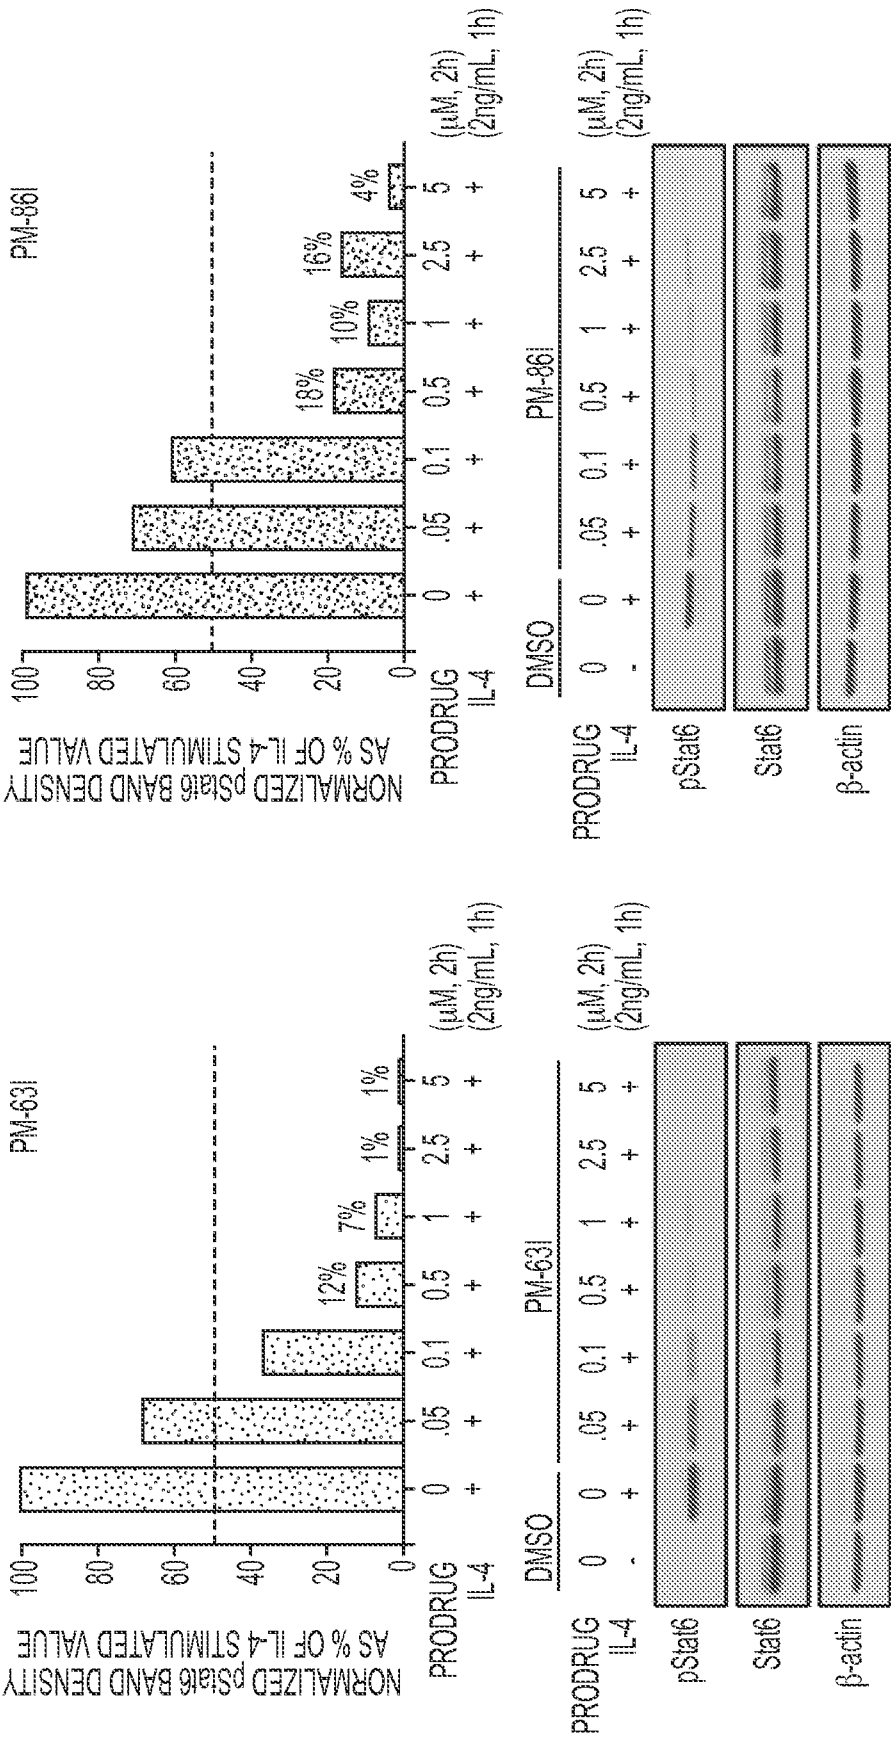 PM-63I
NORMALIZED pStat6 BAND DENSITY
AS % OF IL-4 STIMULATED VALUE
100
80
60
40
20
0
12%
7%
1%
1%
PRODRUG 0 .05 0.1 0.5 1 2.5 5 (µM, 2h)
IL-4 + + + + + + + (2ng/mL, 1h)
DMSO PM-63I
PRODRUG 0 0 .05 0.1 0.5 1 2.5 5 (µM, 2h)
IL-4 - + + + + + + + (2ng/mL, 1h)
pStat6
Stat6
β-actin
PM-86I
NORMALIZED pStat6 BAND DENSITY
AS % OF IL-4 STIMULATED VALUE
100
80
60
40
20
0
18%
10%
16%
4%
PRODRUG 0 .05 0.1 0.5 1 2.5 5 (µM, 2h)
IL-4 + + + + + + + (2ng/mL, 1h)
DMSO PM-86I
PRODRUG 0 0 .05 0.1 0.5 1 2.5 5 (µM, 2h)
IL-4 - + + + + + + + (2ng/mL, 1h)
pStat6
Stat6
β-actin